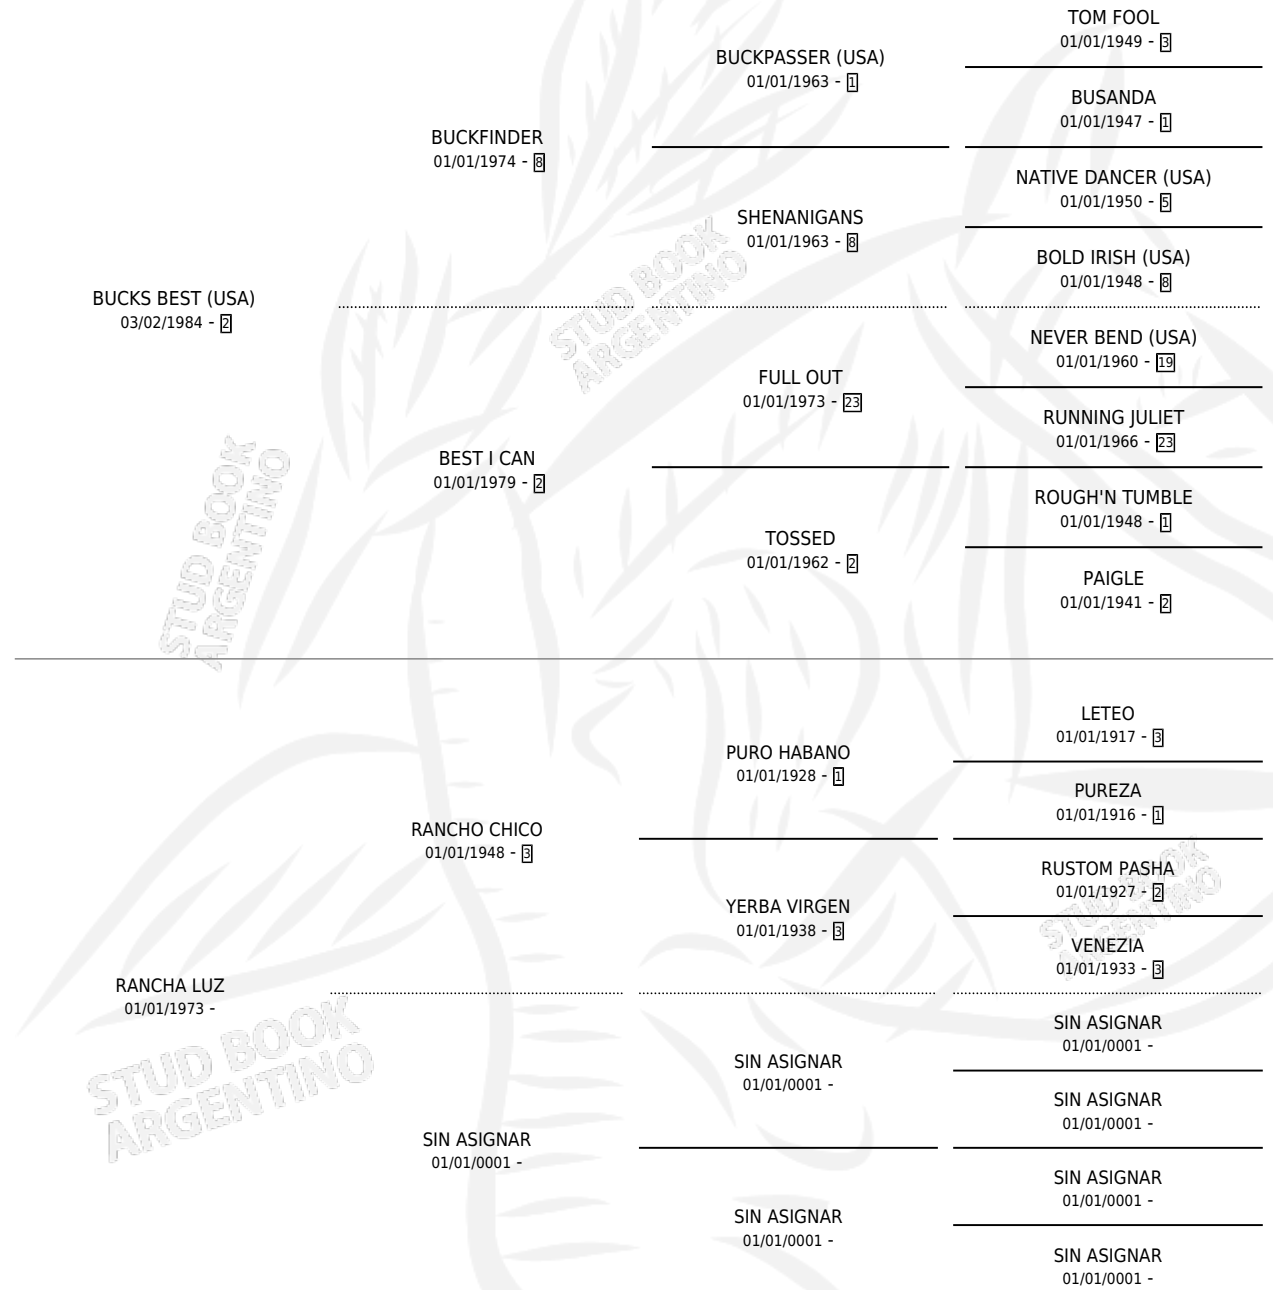 TOM FOOL
01/01/1949 - 3
BUCKPASSER (USA)
01/01/1963 - 1
BUSANDA
01/01/1947 - 1
BUCKFINDER
01/01/1974 - 8
NATIVE DANCER (USA)
01/01/1950 - 5
SHENANIGANS
01/01/1963 - 8
BOLD IRISH (USA)
01/01/1948 - 8
BUCKS BEST (USA)
03/02/1984 - 2
NEVER BEND (USA)
01/01/1960 - 19
FULL OUT
01/01/1973 - 23
RUNNING JULIET
01/01/1966 - 23
BEST I CAN
01/01/1979 - 2
ROUGH'N TUMBLE
01/01/1948 - 1
TOSSED
01/01/1962 - 2
PAIGLE
01/01/1941 - 2
LETEO
01/01/1917 - 3
PURO HABANO
01/01/1928 - 1
PUREZA
01/01/1916 - 1
RANCHO CHICO
01/01/1948 - 3
RUSTOM PASHA
01/01/1927 - 2
YERBA VIRGEN
01/01/1938 - 3
VENEZIA
01/01/1933 - 3
RANCHA LUZ
01/01/1973 -
SIN ASIGNAR
01/01/0001 -
SIN ASIGNAR
01/01/0001 -
SIN ASIGNAR
01/01/0001 -
SIN ASIGNAR
01/01/0001 -
SIN ASIGNAR
01/01/0001 -
SIN ASIGNAR
01/01/0001 -
SIN ASIGNAR
01/01/0001 -
STUD BOOK
ARGENTINO
STUD BOOK
ARGENTINO
STUD BOOK
ARGENTINO
STUD BOOK
ARGENTINO